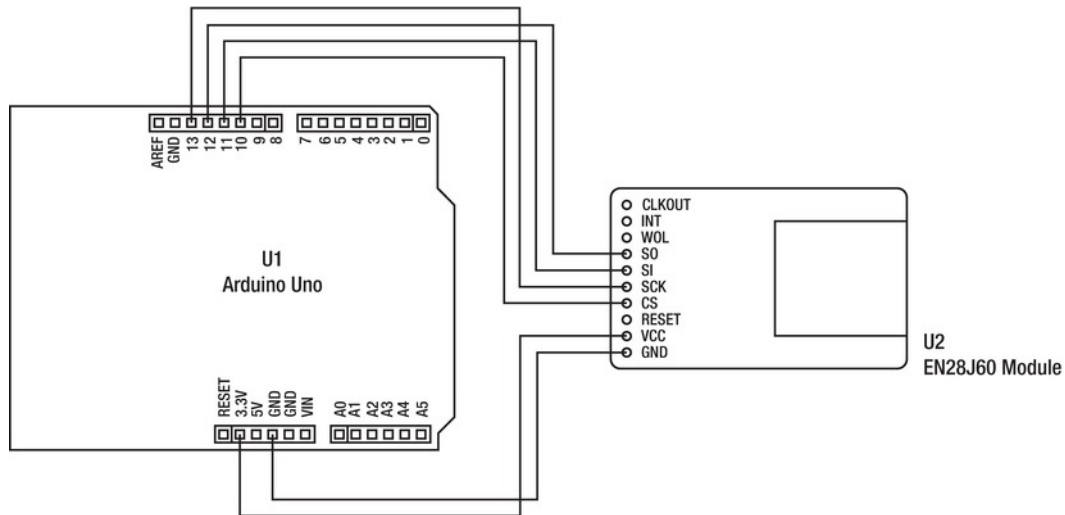 AREF
GND
13
12
11
10
9
8
7
6
5
4
3
2
1
0
U1
Arduino Uno
RESET
3.3V
5V
GND
GND
VIN
A0
A1
A2
A3
A4
A5
CLKOUT
INT
WOL
SO
SI
SCK
CS
RESET
VCC
GND
U2
EN28J60 Module